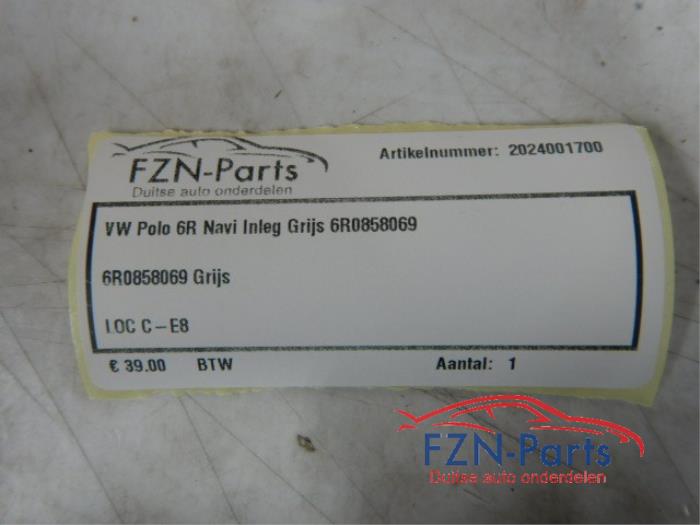 FZN-Parts
Duitse auto onderdelen
Artikelnummer: 2024001700
VW Polo 6R Navi Inleg Grijs 6R0858069
6R0858069 Grijs
LOC C-E8
€ 39.00 BTW Aantal: 1
FZN-Parts
Duitse auto onderdelen